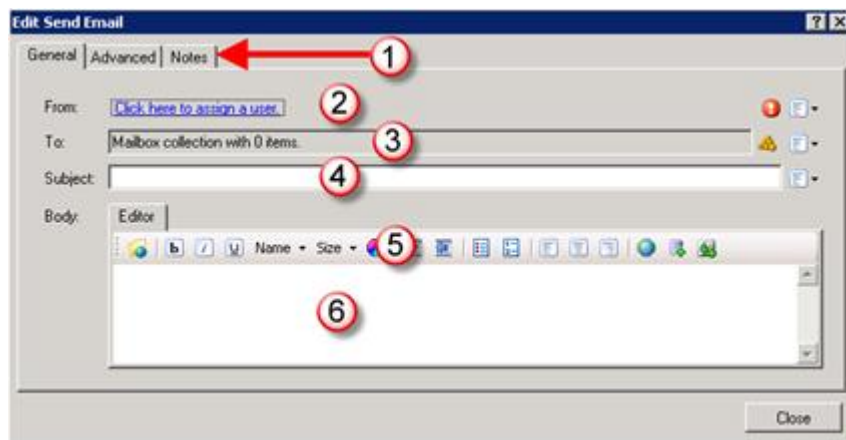 Edit Send Email
General Advanced Notes 1
From: Click here to assign a user. 2
To: Mailbox collection with 0 items. 3
Subject: 4
Body: Editor
b i u Name Size 5
6
Close